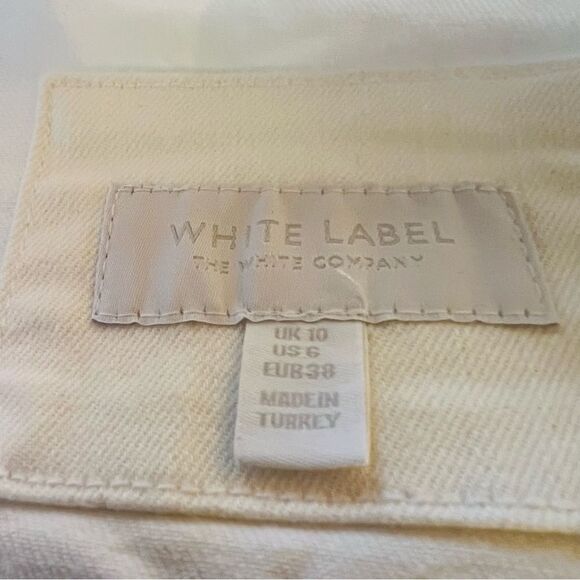 WHITE LABEL
THE WHITE COMPANY
UK 10
US 6
EUR 38
MADE IN
TURKEY